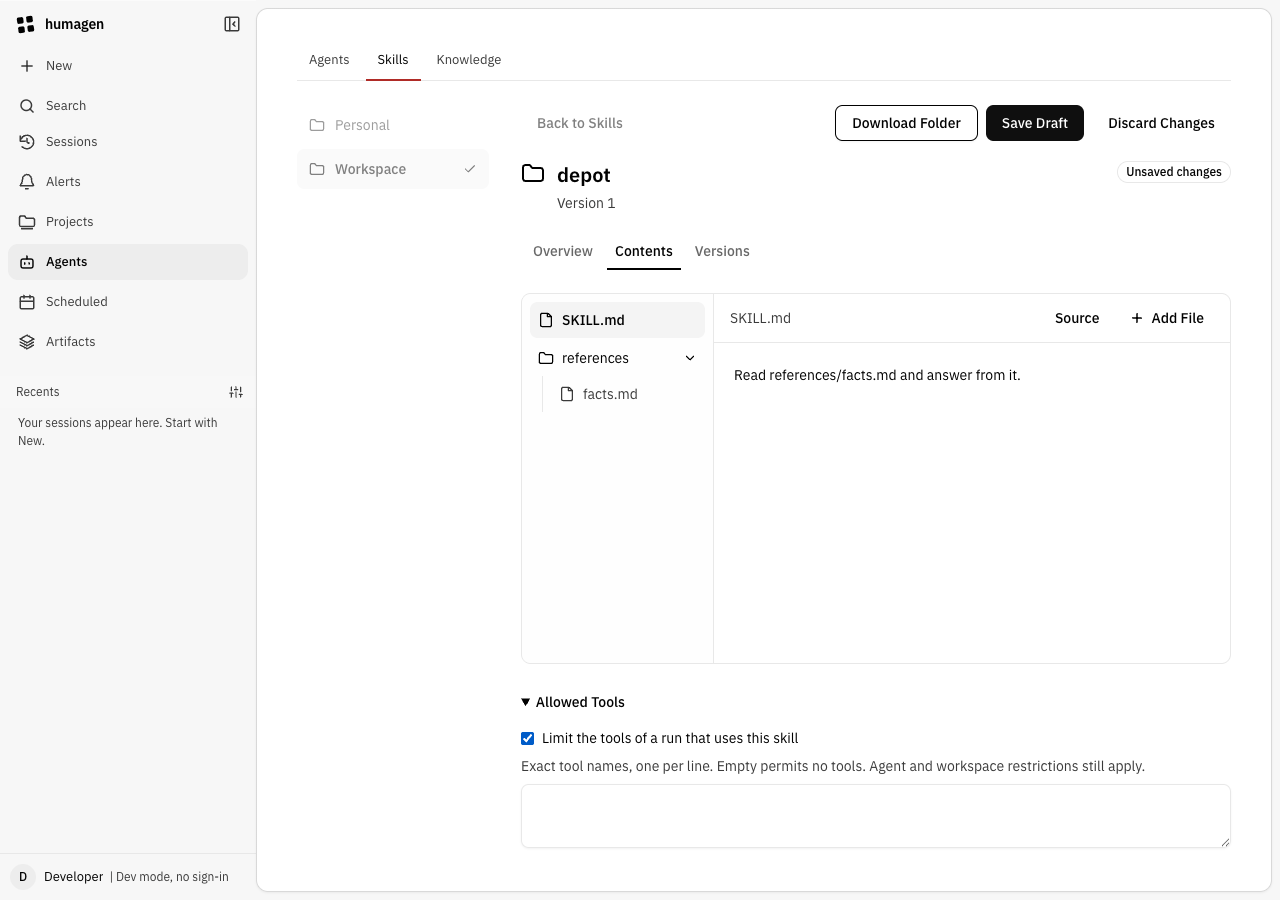 humagen
New
Search
Sessions
Alerts
Projects
Agents
Scheduled
Artifacts
Recents
Your sessions appear here. Start with
New.
D Developer | Dev mode, no sign-in
Agents Skills Knowledge
Personal
Workspace
Back to Skills Download Folder Save Draft Discard Changes
depot Unsaved changes
Version 1
Overview Contents Versions
SKILL.md
references
facts.md
SKILL.md Source Add File
Read references/facts.md and answer from it.
Allowed Tools
Limit the tools of a run that uses this skill
Exact tool names, one per line. Empty permits no tools. Agent and workspace restrictions still apply.